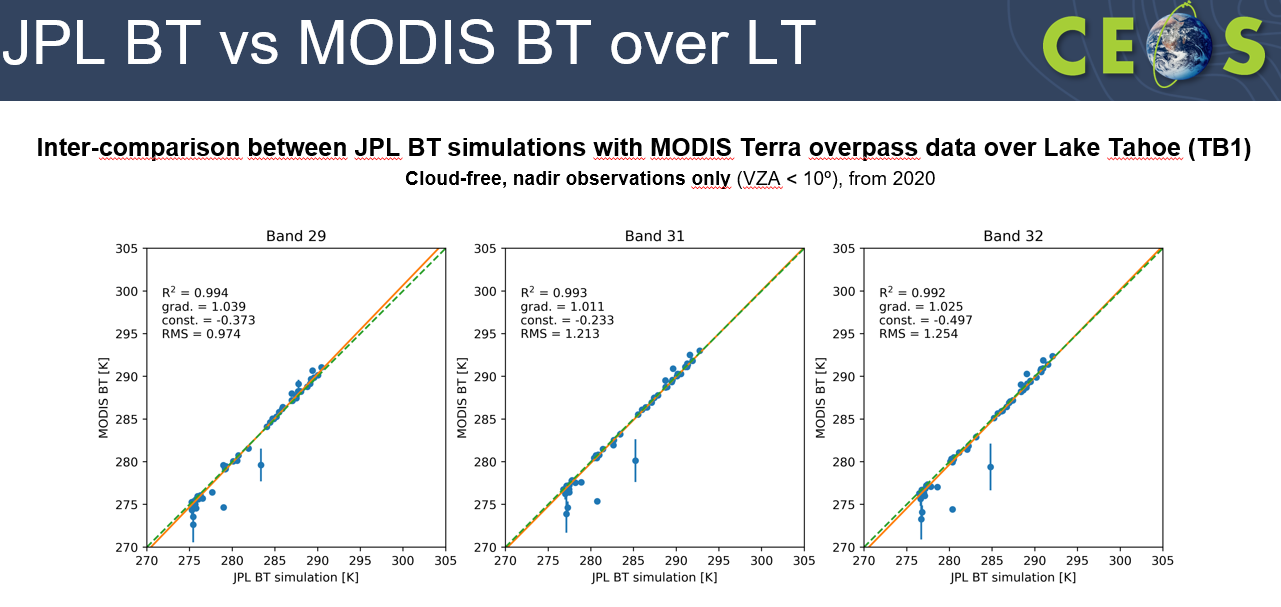 JPL BT vs MODIS BT over LT
CEOS
Inter-comparison between JPL BT simulations with MODIS Terra overpass data over Lake Tahoe (TB1)
Cloud-free, nadir observations only (VZA < 10º), from 2020
Band 29
305
300
295
290
285
280
275
270
MODIS BT [K]
R² = 0.994
grad. = 1.039
const. = -0.373
RMS = 0.974
270 275 280 285 290 295 300 305
JPL BT simulation [K]
Band 31
305
300
295
290
285
280
275
270
MODIS BT [K]
R² = 0.993
grad. = 1.011
const. = -0.233
RMS = 1.213
270 275 280 285 290 295 300 305
JPL BT simulation [K]
Band 32
305
300
295
290
285
280
275
270
MODIS BT [K]
R² = 0.992
grad. = 1.025
const. = -0.497
RMS = 1.254
270 275 280 285 290 295 300 305
JPL BT simulation [K]